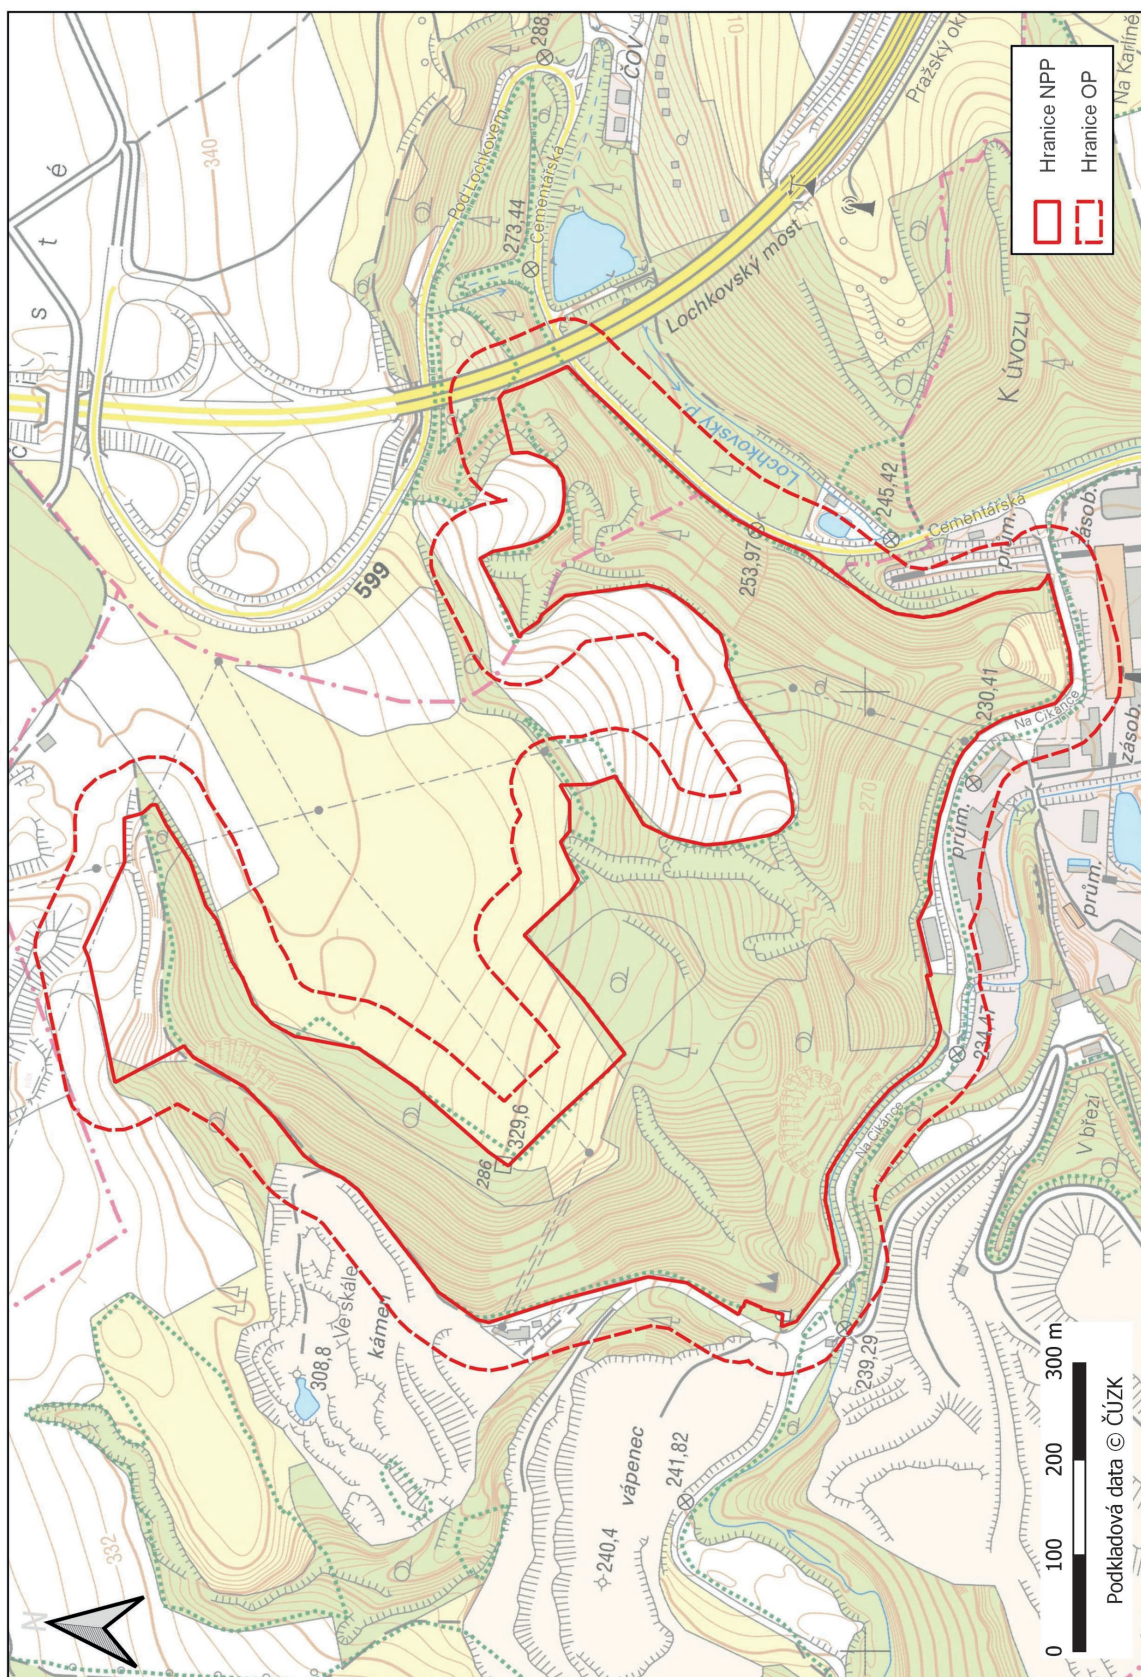 N
332
340
č
s
t
é
599
Pod Lochkovem
288,
273,44
Cementářská
ČOV
Pražský okr
Lochkovský most
Lochkovský p.
K úvozu
245,42
Cementářská
253,97
270
286
329,6
308,8
Ve skále
kámen
vápenec
240,4
241,82
239,29
Na Cikánce
234,47
prům.
230,41
Na Cikánce
prům.
zásob.
zásob.
prům.
V březí
Na Karlíně
Hranice NPP
Hranice OP
0 100 200 300 m
Podkladová data © ČÚZK